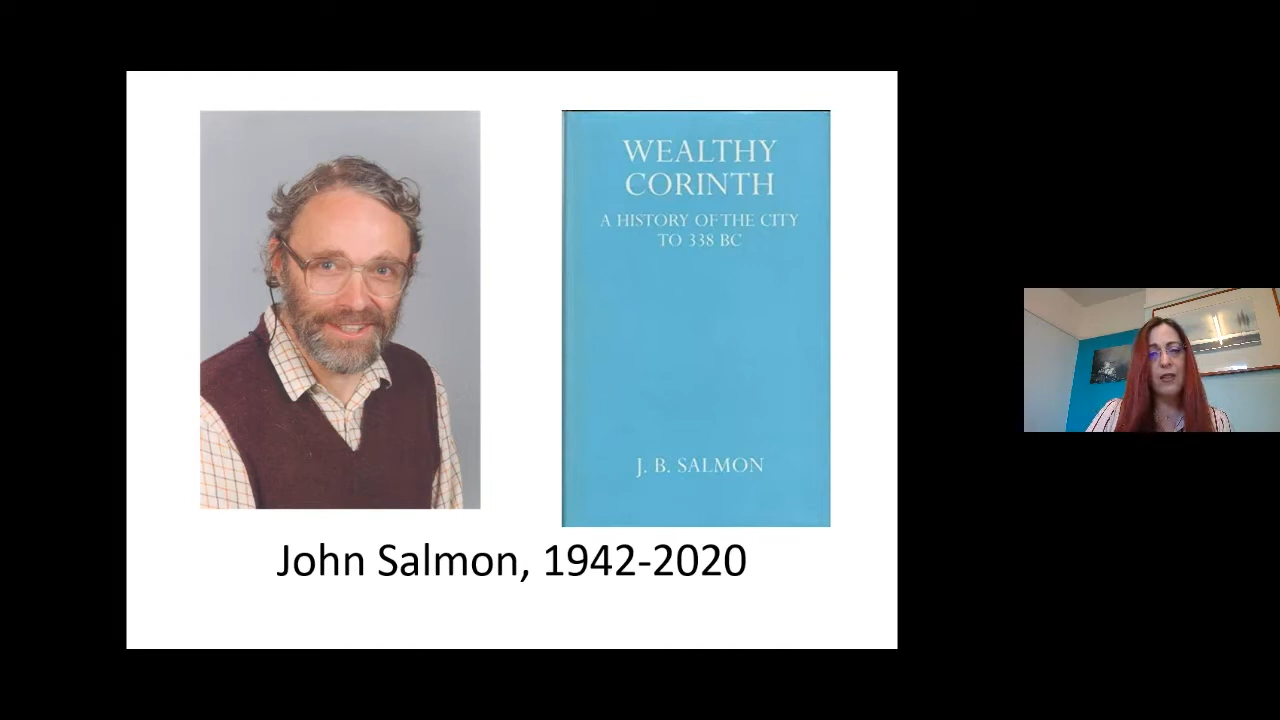 WEALTHY
CORINTH
A HISTORY OF THE CITY
TO 338 BC
J. B. SALMON
John Salmon, 1942-2020